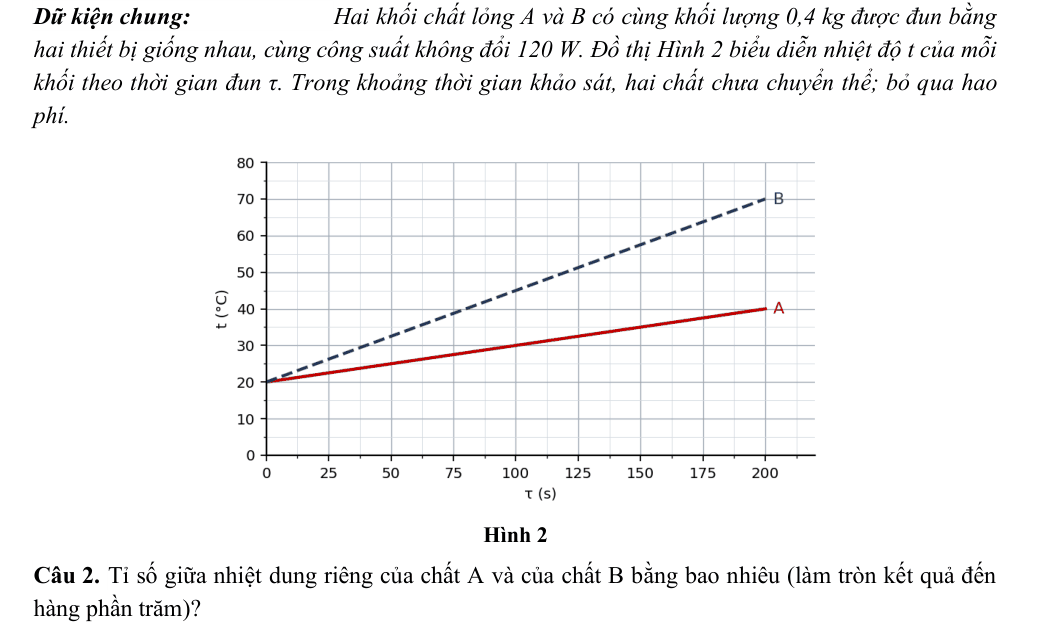 Dữ kiện chung: Hai khối chất lỏng A và B có cùng khối lượng 0,4 kg được đun bằng
hai thiết bị giống nhau, cùng công suất không đổi 120 W. Đồ thị Hình 2 biểu diễn nhiệt độ t của mỗi
khối theo thời gian đun τ. Trong khoảng thời gian khảo sát, hai chất chưa chuyển thể; bỏ qua hao
phí.
80
70
60
50
40
30
20
10
0
t (°C)
B
A
0 25 50 75 100 125 150 175 200
τ (s)
Hình 2
Câu 2. Tỉ số giữa nhiệt dung riêng của chất A và của chất B bằng bao nhiêu (làm tròn kết quả đến
hàng phần trăm)?